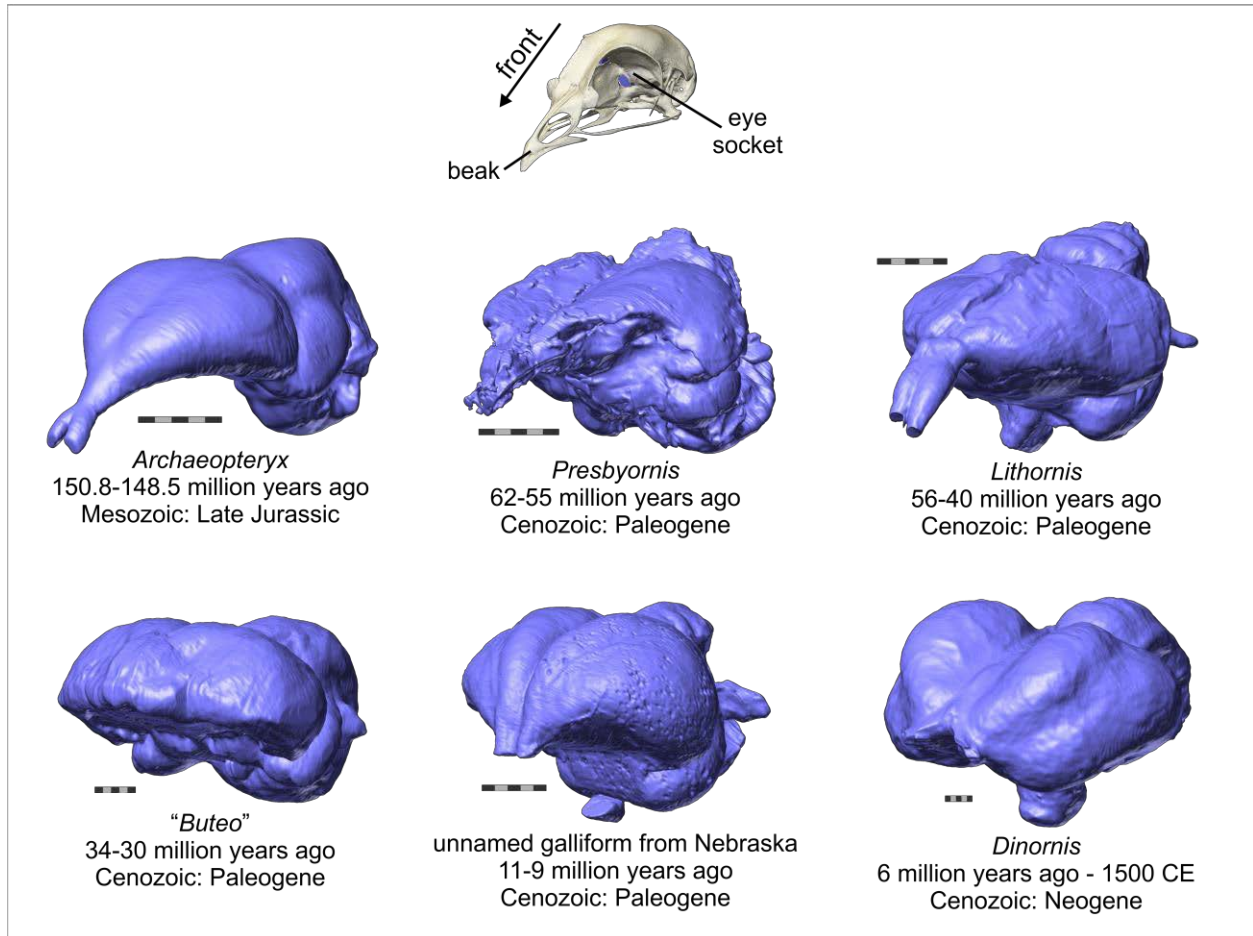 front
eye
socket
beak
Archaeopteryx
150.8-148.5 million years ago
Mesozoic: Late Jurassic
Presbyornis
62-55 million years ago
Cenozoic: Paleogene
Lithornis
56-40 million years ago
Cenozoic: Paleogene
“Buteo”
34-30 million years ago
Cenozoic: Paleogene
unnamed galliform from Nebraska
11-9 million years ago
Cenozoic: Paleogene
Dinornis
6 million years ago - 1500 CE
Cenozoic: Neogene